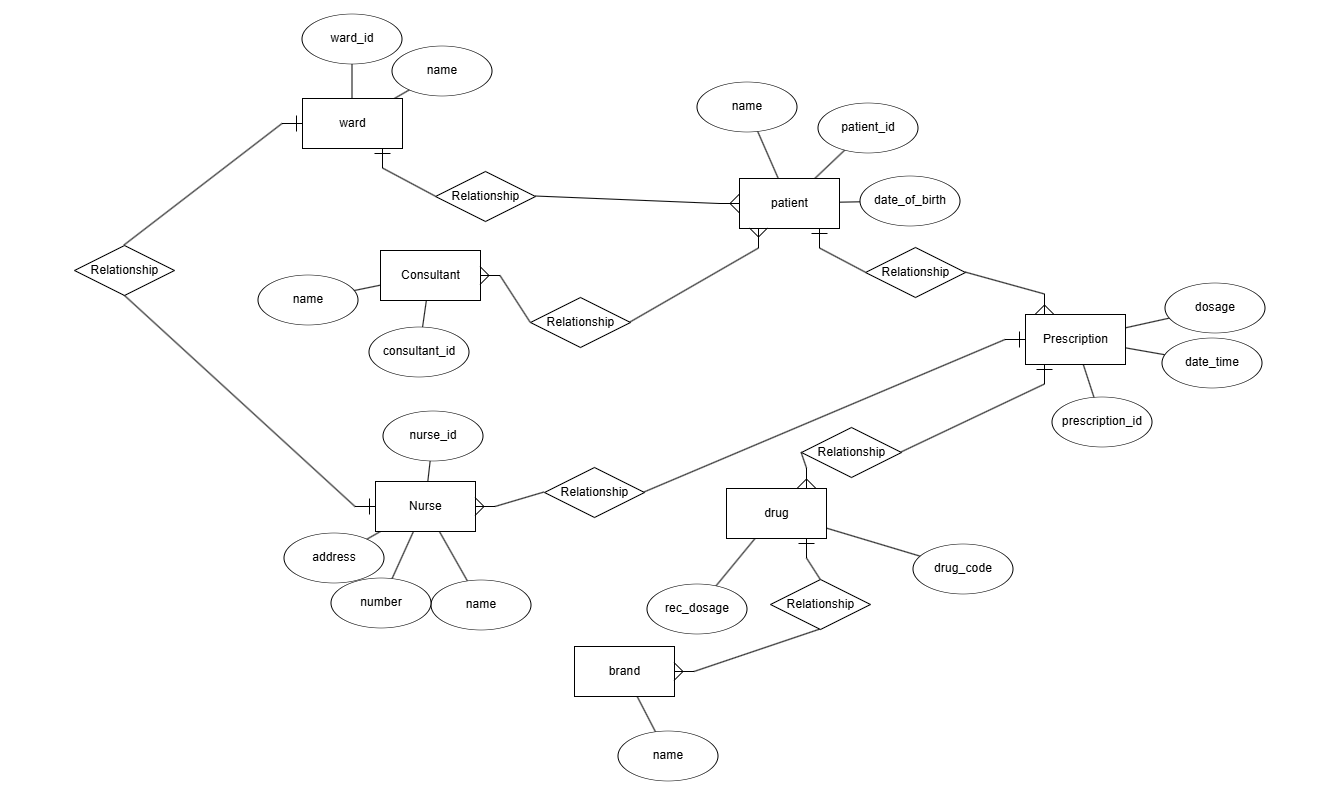 ward_id
name
ward
name
patient_id
Relationship
patient
date_of_birth
Relationship
Consultant
Relationship
name
Relationship
dosage
Prescription
consultant_id
date_time
prescription_id
nurse_id
Relationship
Relationship
Nurse
drug
address
drug_code
number
name
rec_dosage
Relationship
brand
name